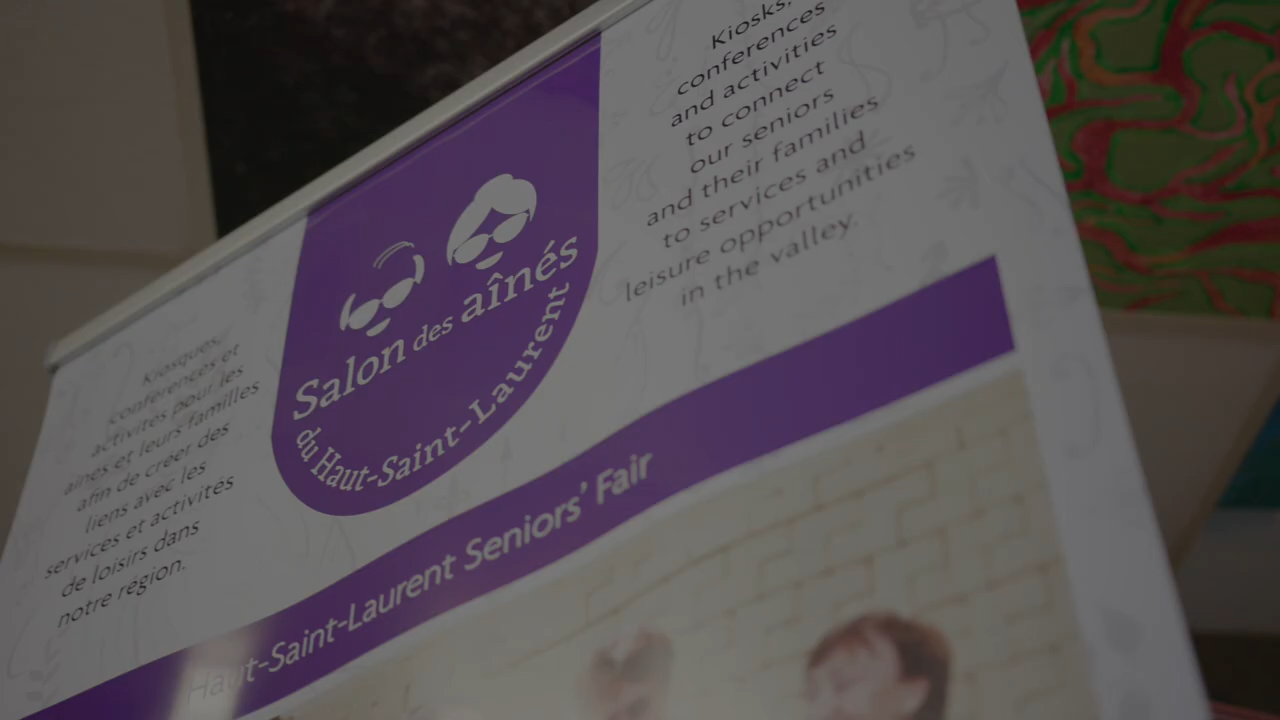 Kiosques,
conférences et
activités pour les
aînés et leurs familles
afin de créer des
liens avec les
services et activités
de loisirs dans
notre région.
Salon des aînés
du Haut-Saint-Laurent
Kiosks,
conferences
and activities
to connect
our seniors
and their families
to services and
leisure opportunities
in the valley.
Haut-Saint-Laurent Seniors' Fair